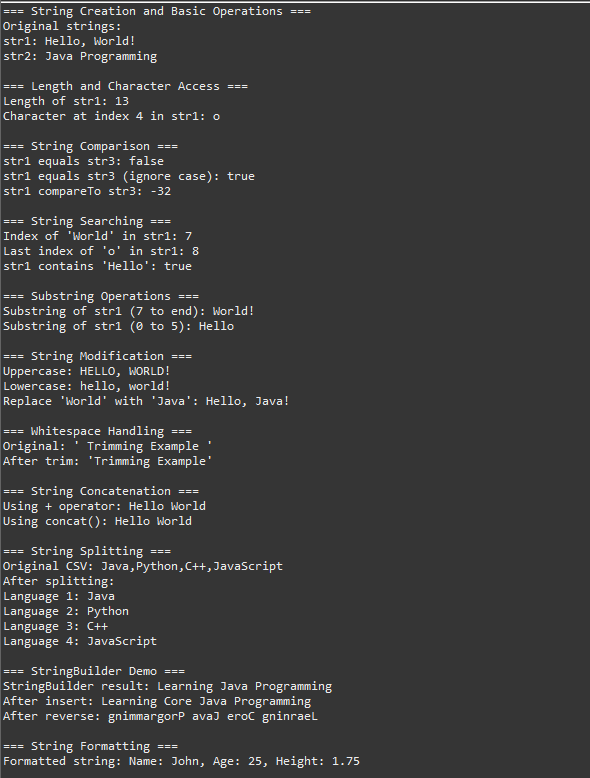 === String Creation and Basic Operations ===
Original strings:
str1: Hello, World!
str2: Java Programming

=== Length and Character Access ===
Length of str1: 13
Character at index 4 in str1: o

=== String Comparison ===
str1 equals str3: false
str1 equals str3 (ignore case): true
str1 compareTo str3: -32

=== String Searching ===
Index of 'World' in str1: 7
Last index of 'o' in str1: 8
str1 contains 'Hello': true

=== Substring Operations ===
Substring of str1 (7 to end): World!
Substring of str1 (0 to 5): Hello

=== String Modification ===
Uppercase: HELLO, WORLD!
Lowercase: hello, world!
Replace 'World' with 'Java': Hello, Java!

=== Whitespace Handling ===
Original: ' Trimming Example '
After trim: 'Trimming Example'

=== String Concatenation ===
Using + operator: Hello World
Using concat(): Hello World

=== String Splitting ===
Original CSV: Java,Python,C++,JavaScript
After splitting:
Language 1: Java
Language 2: Python
Language 3: C++
Language 4: JavaScript

=== StringBuilder Demo ===
StringBuilder result: Learning Java Programming
After insert: Learning Core Java Programming
After reverse: gnimmargorP avaJ eroC gninraeL

=== String Formatting ===
Formatted string: Name: John, Age: 25, Height: 1.75